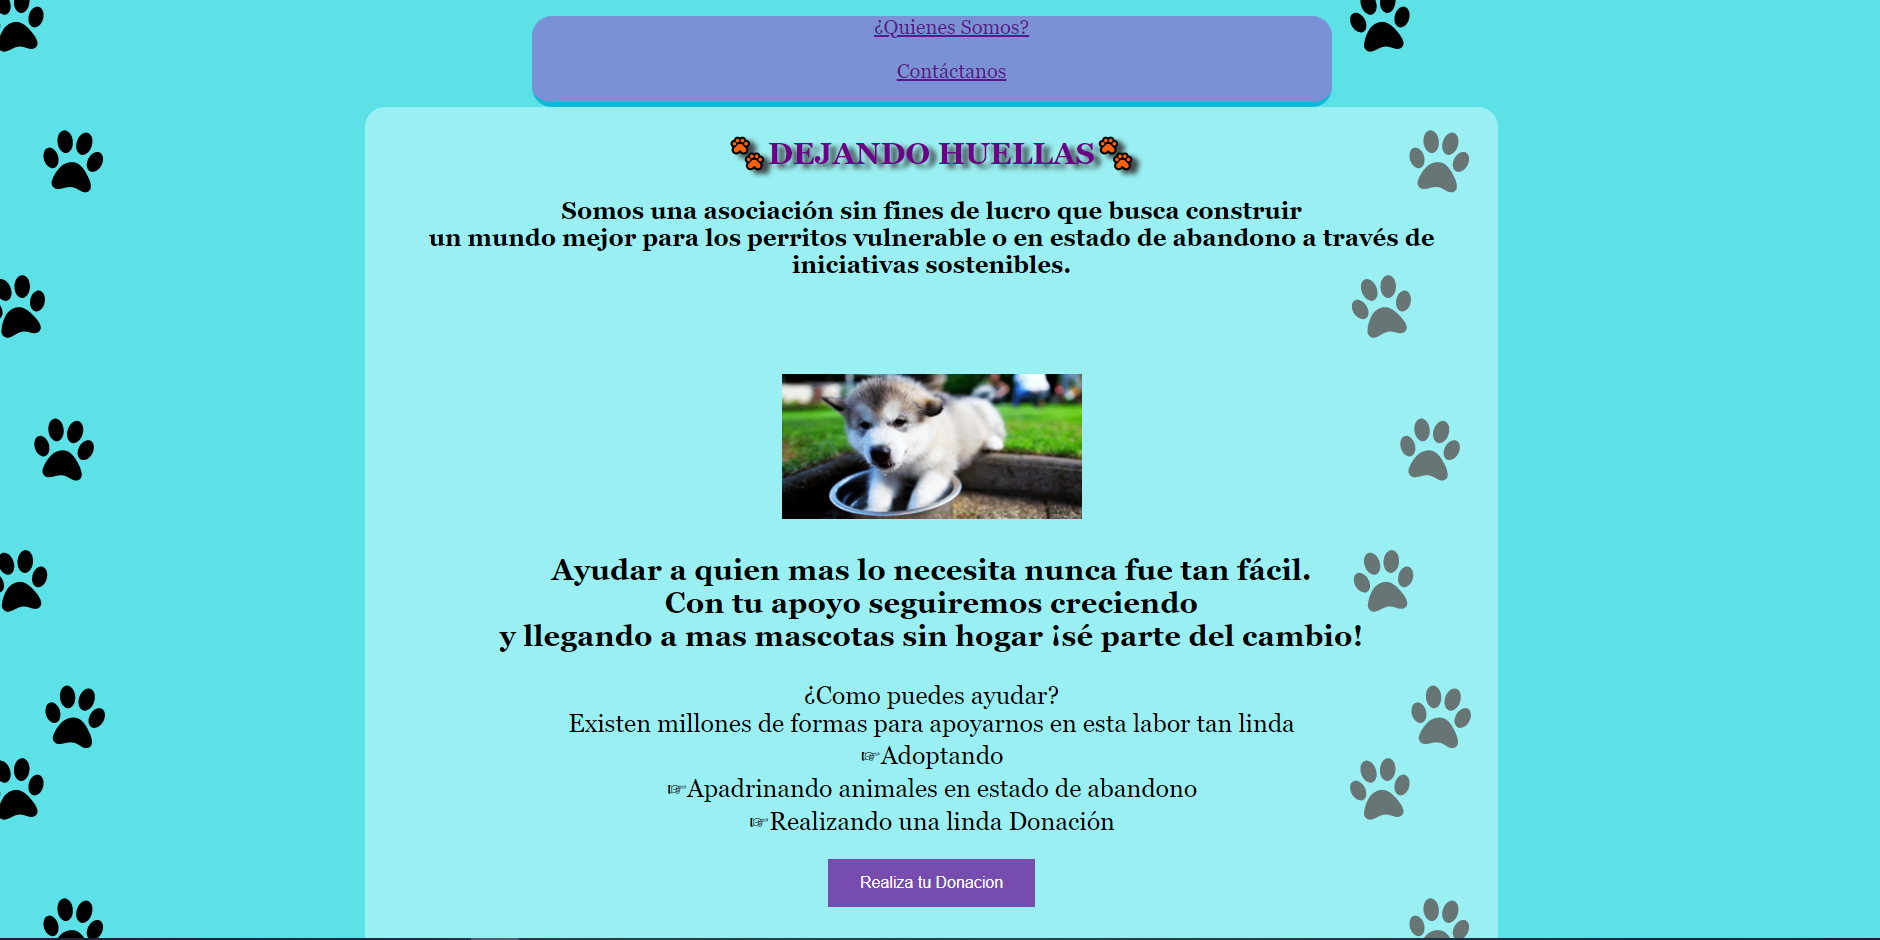 ¿Quienes Somos?
Contáctanos
🐾DEJANDO HUELLAS🐾
Somos una asociación sin fines de lucro que busca construir
un mundo mejor para los perritos vulnerable o en estado de abandono a través de
iniciativas sostenibles.
Ayudar a quien mas lo necesita nunca fue tan fácil.
Con tu apoyo seguiremos creciendo
y llegando a mas mascotas sin hogar ¡sé parte del cambio!
¿Como puedes ayudar?
Existen millones de formas para apoyarnos en esta labor tan linda
☞Adoptando
☞Apadrinando animales en estado de abandono
☞Realizando una linda Donación
Realiza tu Donacion